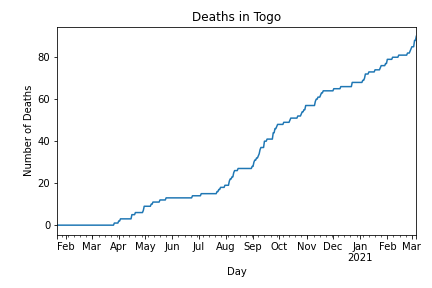 Deaths in Togo
Number of Deaths
80
60
40
20
0
Feb Mar Apr May Jun Jul Aug Sep Oct Nov Dec Jan Feb Mar
2021
Day